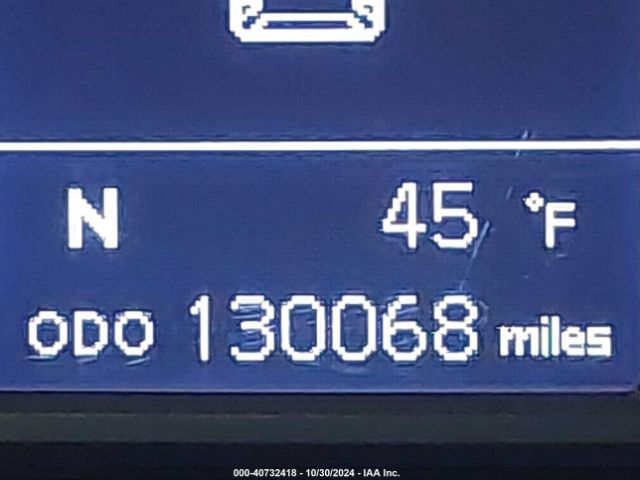 N 45 °F
ODO 130068 miles
000-40732418 - 10/30/2024 - IAA Inc.